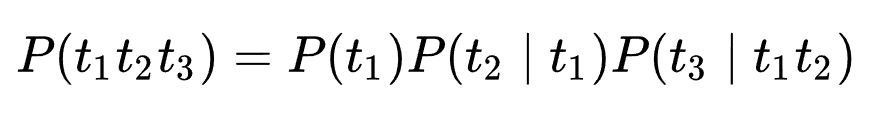 P(t₁t₂t₃) = P(t₁)P(t₂ | t₁)P(t₃ | t₁t₂)